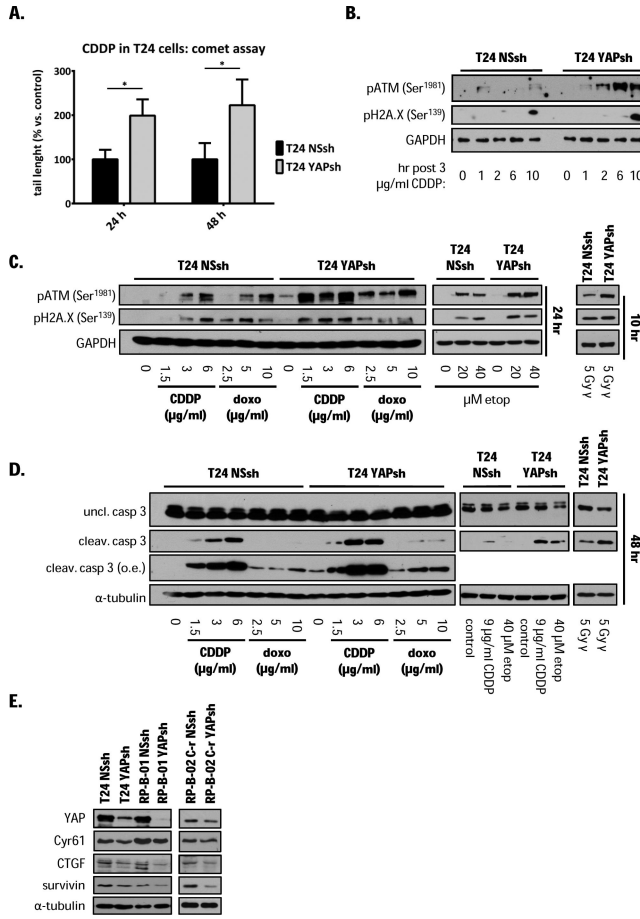 A.
CDDP in T24 cells: comet assay
tail lenght (% vs. control)
300
200
100
0
*
*
24 h
48 h
T24 NSsh
T24 YAPsh
B.
T24 NSsh T24 YAPsh
pATM (Ser1981)
pH2A.X (Ser139)
GAPDH
hr post 3
µg/ml CDDP:
0 1 2 6 10 0 1 2 6 10
C.
T24 NSsh T24 YAPsh
T24 NSsh
T24 YAPsh
T24 NSsh
T24 YAPsh
pATM (Ser1981)
pH2A.X (Ser139)
GAPDH
24 hr
10 hr
0 1.5 3 6 2.5 5 10 0 1.5 3 6 2.5 5 10
0 20 40 0 20 40
5 Gy γ
5 Gy γ
CDDP (µg/ml)
doxo (µg/ml)
CDDP (µg/ml)
doxo (µg/ml)
µM etop
D.
T24 NSsh T24 YAPsh
T24 NSsh
T24 YAPsh
T24 NSsh
T24 YAPsh
uncl. casp 3
cleav. casp 3
cleav. casp 3 (o.e.)
α-tubulin
48 hr
0 1.5 3 6 2.5 5 10 0 1.5 3 6 2.5 5 10
CDDP (µg/ml)
doxo (µg/ml)
CDDP (µg/ml)
doxo (µg/ml)
control
9 µg/ml CDDP
40 µM etop
control
9 µg/ml CDDP
40 µM etop
5 Gy γ
5 Gy γ
E.
T24 NSsh
T24 YAPsh
RP-B-01 NSsh
RP-B-01 YAPsh
RP-B-02 C-r NSsh
RP-B-02 C-r YAPsh
YAP
Cyr61
CTGF
survivin
α-tubulin